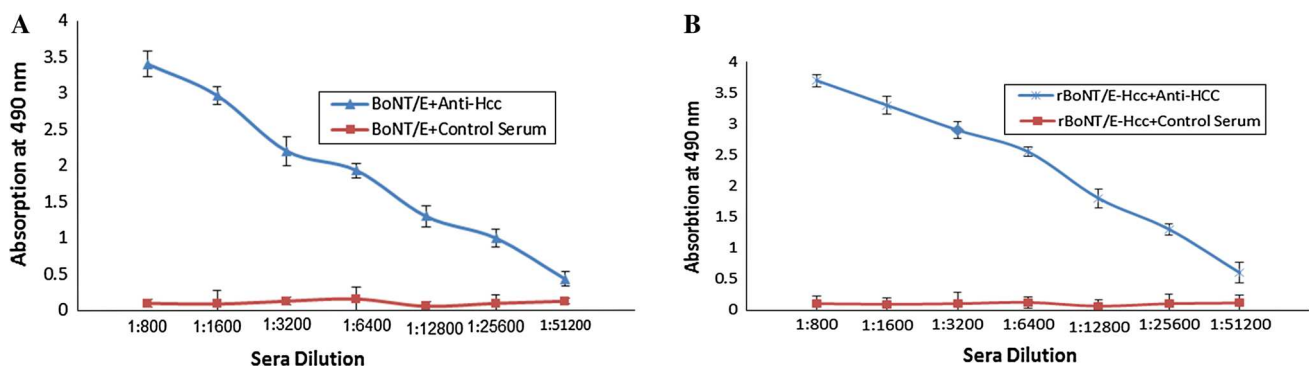 A
4
3.5
3
2.5
2
1.5
1
0.5
0
Absorption at 490 nm
BoNT/E+Anti-Hcc
BoNT/E+Control Serum
1:800 1:1600 1:3200 1:6400 1:12800 1:25600 1:51200
Sera Dilution
B
4
3.5
3
2.5
2
1.5
1
0.5
0
Absorbtion at 490 nm
rBoNT/E-Hcc+Anti-HCC
rBoNT/E-Hcc+Control Serum
1:800 1:1600 1:3200 1:6400 1:12800 1:25600 1:51200
Sera Dilution